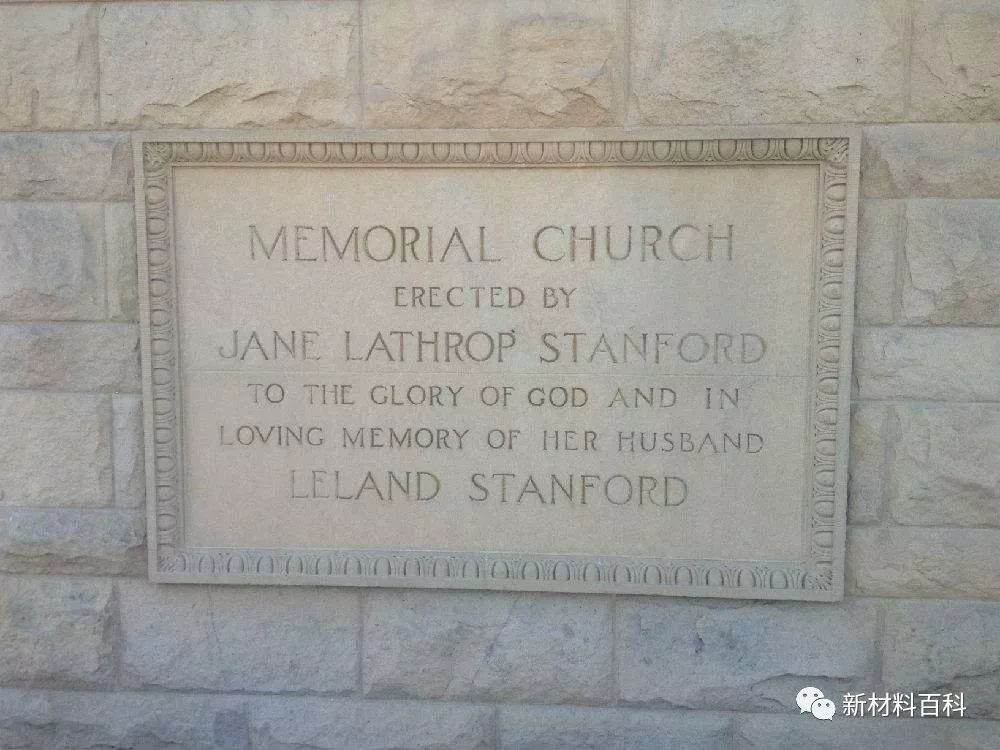 MEMORIAL CHURCH
ERECTED BY
JANE LATHROP STANFORD
TO THE GLORY OF GOD AND IN
LOVING MEMORY OF HER HUSBAND
LELAND STANFORD
新材料百科